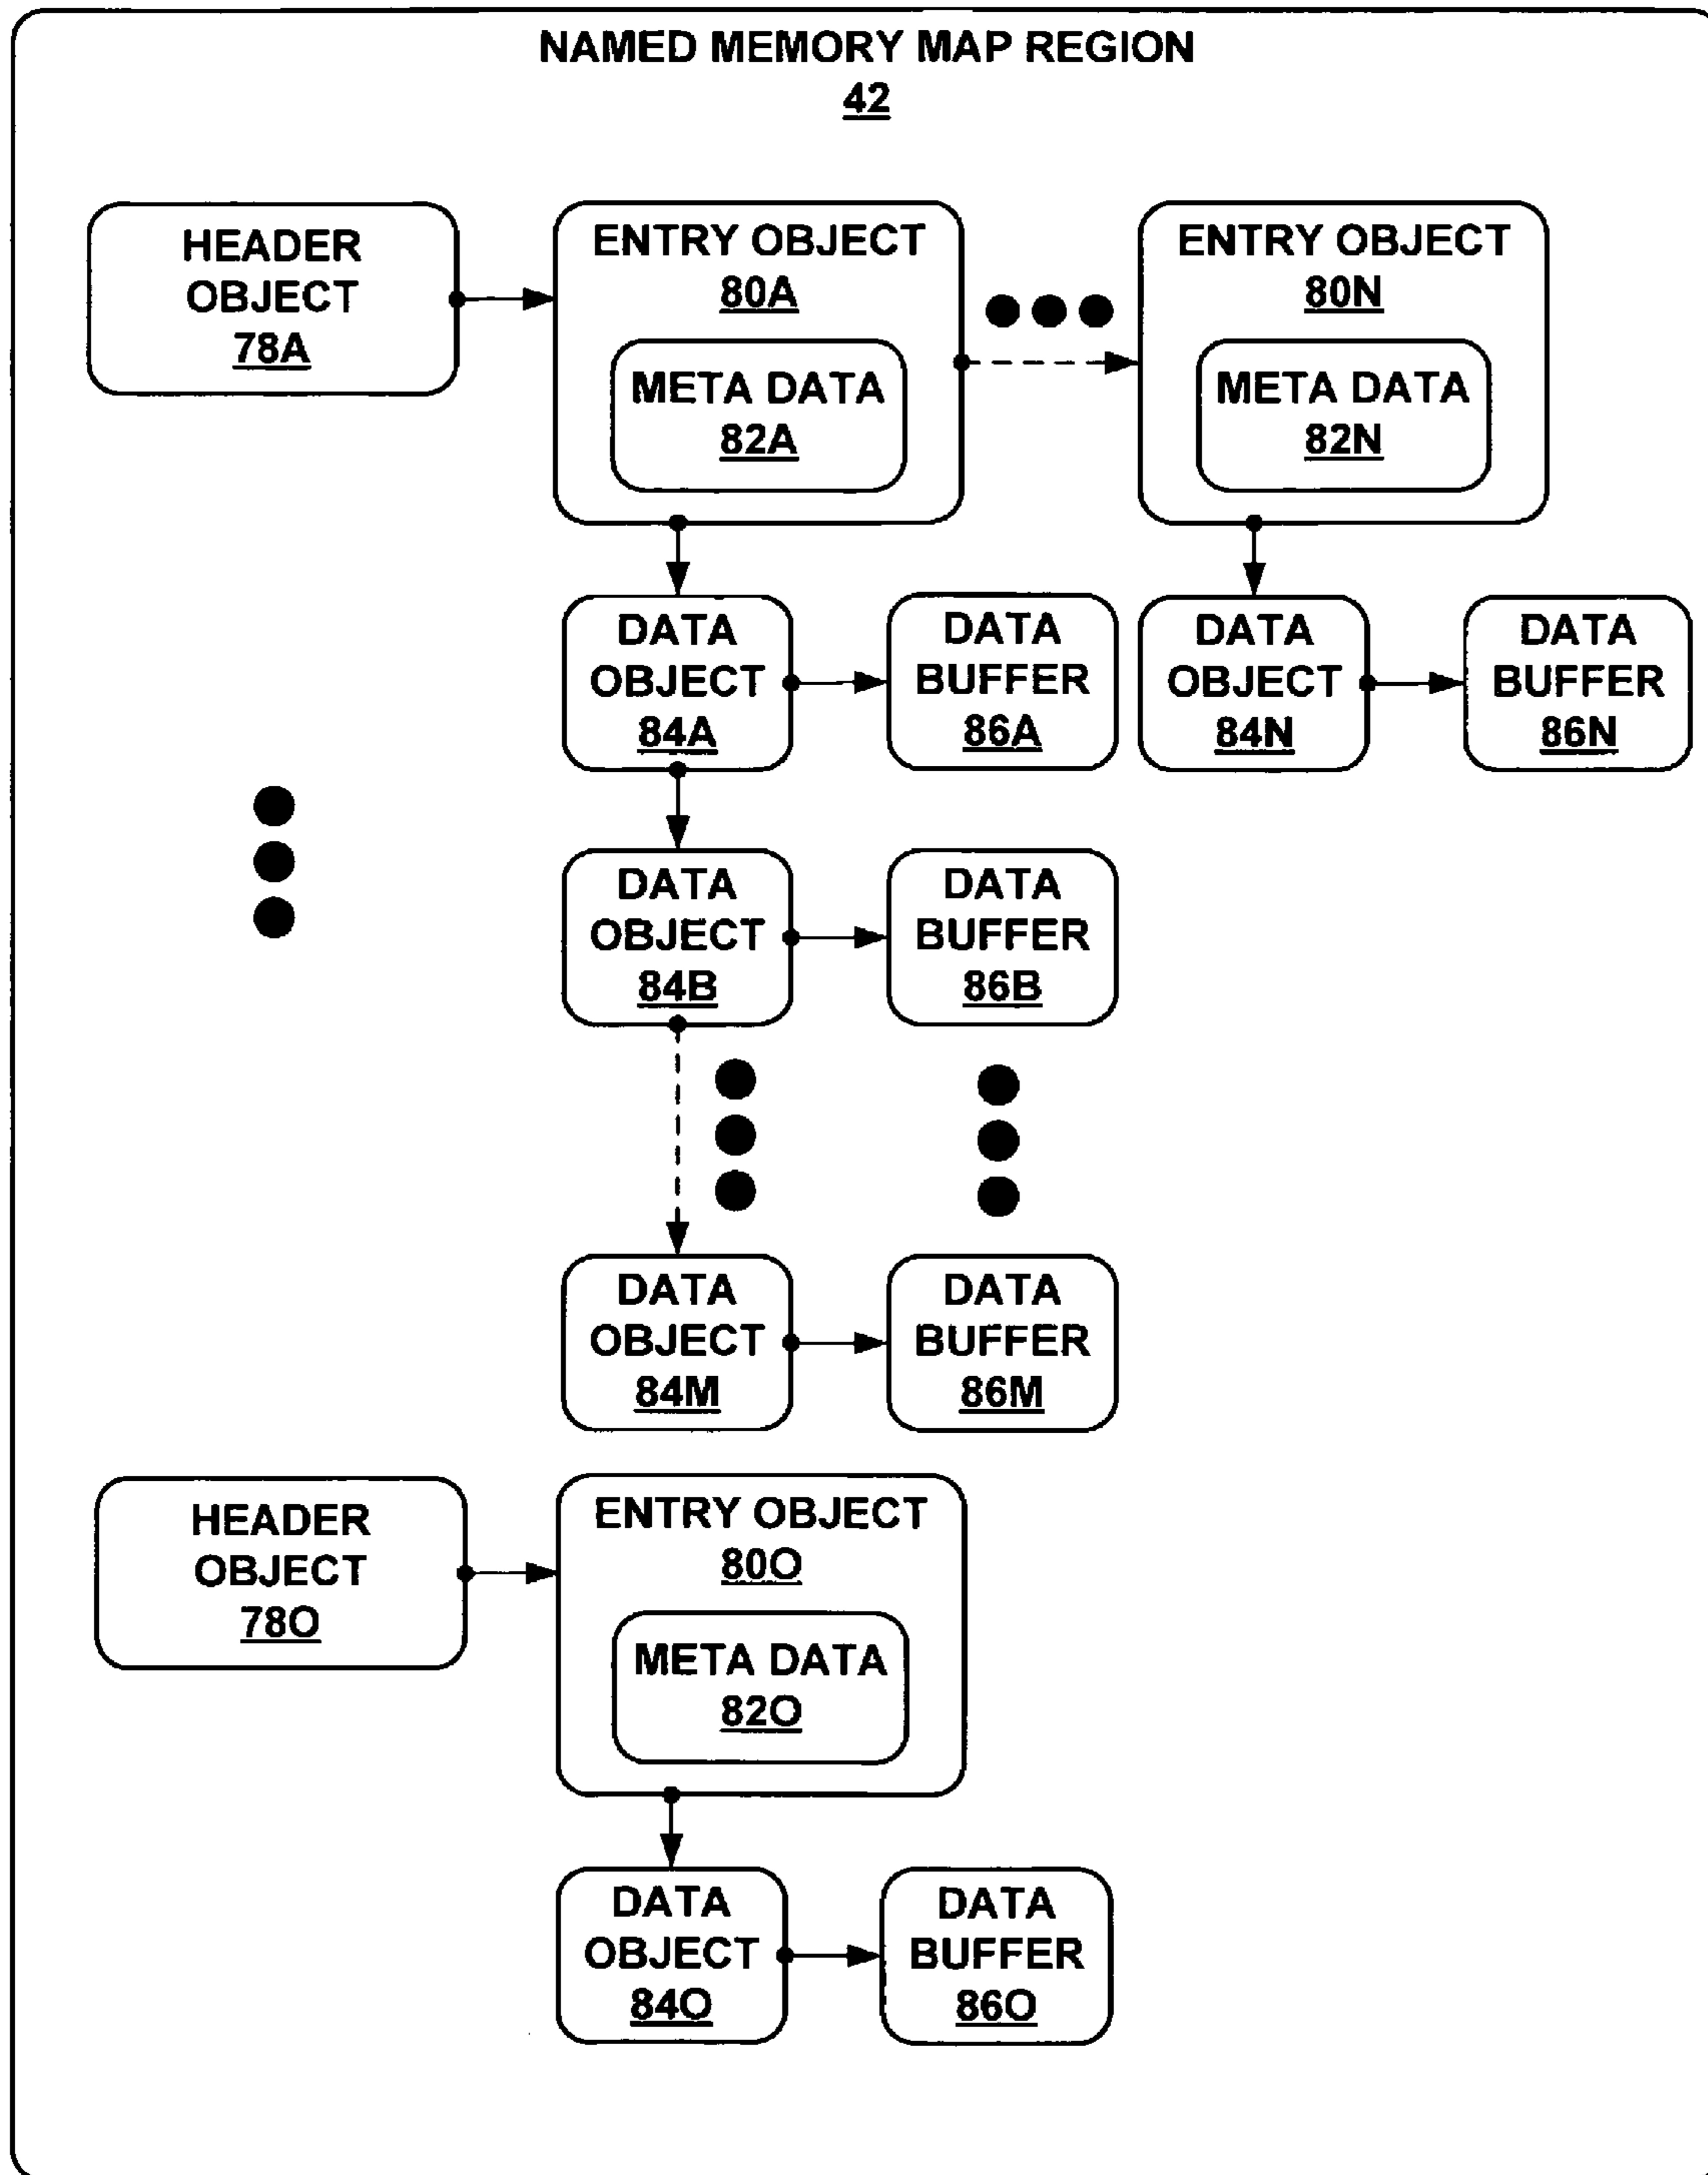 NAMED MEMORY MAP REGION
42
HEADER
OBJECT
78A
ENTRY OBJECT
80A
META DATA
82A
ENTRY OBJECT
80N
META DATA
82N
DATA
OBJECT
84A
DATA
BUFFER
86A
DATA
OBJECT
84N
DATA
BUFFER
86N
DATA
OBJECT
84B
DATA
BUFFER
86B
DATA
OBJECT
84M
DATA
BUFFER
86M
HEADER
OBJECT
78O
ENTRY OBJECT
80O
META DATA
82O
DATA
OBJECT
84O
DATA
BUFFER
86O